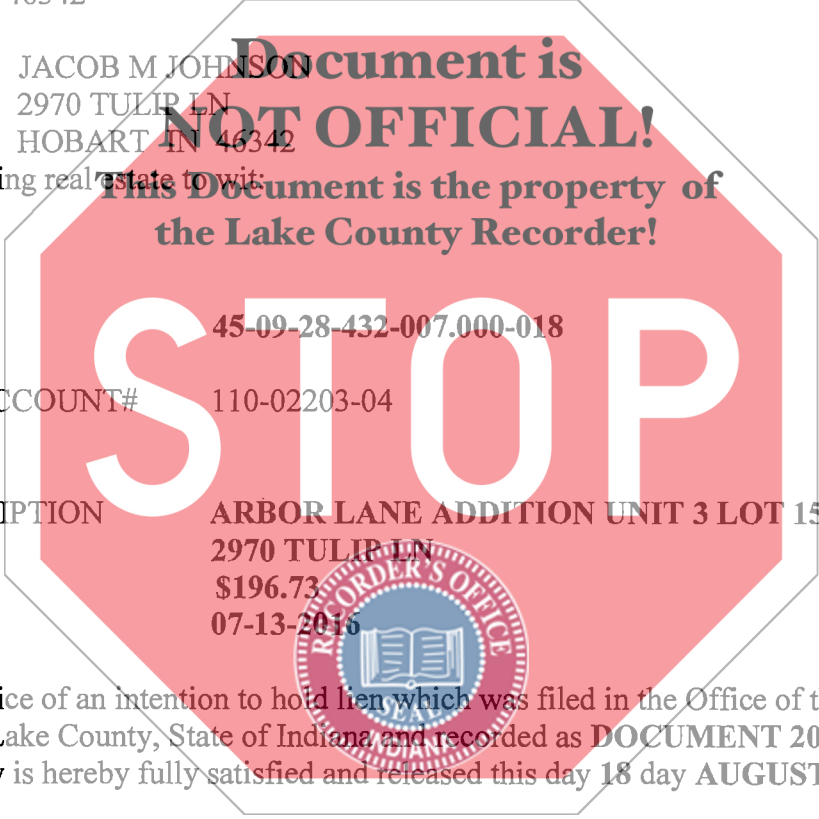 46342
JACOB M JOHNSON
2970 TULIP LN
HOBART IN 46342
ing real estate to wit:
Document is
NOT OFFICIAL!
This Document is the property of
the Lake County Recorder!
STOP
45-09-28-432-007.000-018
CCOUNT# 110-02203-04
IPTION ARBOR LANE ADDITION UNIT 3 LOT 15
2970 TULIP LN
$196.73
07-13-2016
RECORDER'S OFFICE
SEAL
INDIANA
ice of an intention to hold lien which was filed in the Office of t
Lake County, State of Indiana and recorded as DOCUMENT 20
y is hereby fully satisfied and released this day 18 day AUGUST